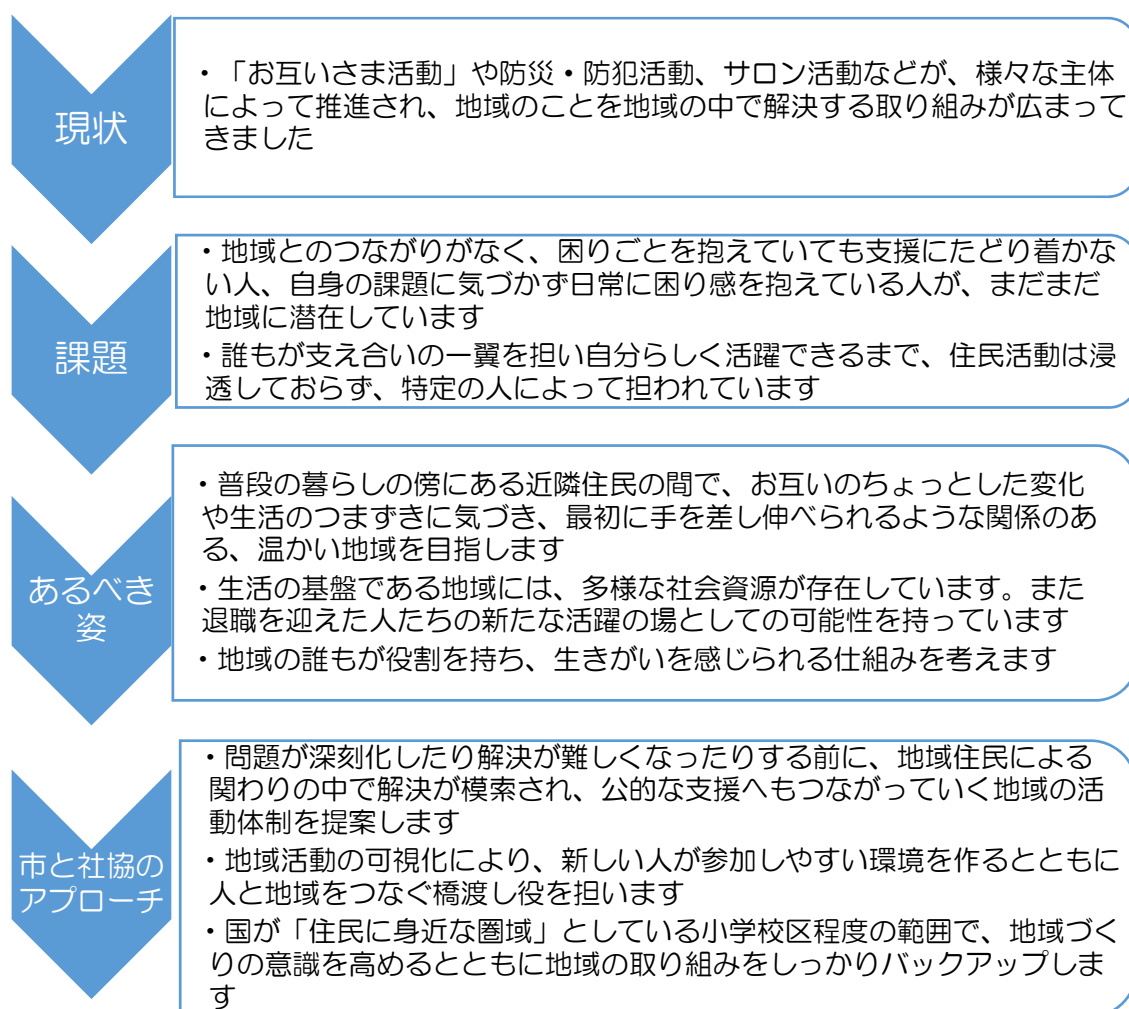 現状
・「お互いさま活動」や防災・防犯活動、サロン活動などが、様々な主体
によって推進され、地域のことを地域の中で解決する取り組みが広まって
きました
課題
・地域とのつながりがなく、困りごとを抱えていても支援にたどり着かな
い人、自身の課題に気づかず日常に困り感を抱えている人が、まだまだ
地域に潜在しています
・誰もが支え合いの一翼を担い自分らしく活躍できるまで、住民活動は浸
透しておらず、特定の人によって担われています
あるべき
姿
・普段の暮らしの傍にある近隣住民の間で、お互いのちょっとした変化
や生活のつまずきに気づき、最初に手を差し伸べられるような関係のあ
る、温かい地域を目指します
・生活の基盤である地域には、多様な社会資源が存在しています。また
退職を迎えた人たちの新たな活躍の場としての可能性を持っています
・地域の誰もが役割を持ち、生きがいを感じられる仕組みを考えます
市と社協の
アプローチ
・問題が深刻化したり解決が難しくなったりする前に、地域住民による
関わりの中で解決が模索され、公的な支援へもつながっていく地域の活
動体制を提案します
・地域活動の可視化により、新しい人が参加しやすい環境を作るとともに
人と地域をつなぐ橋渡し役を担います
・国が「住民に身近な圏域」としている小学校区程度の範囲で、地域づく
りの意識を高めるとともに地域の取り組みをしっかりバックアップしま
す